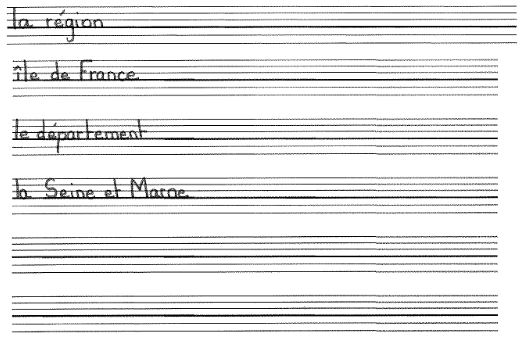 la région
île de France
le département
la Seine et Marne